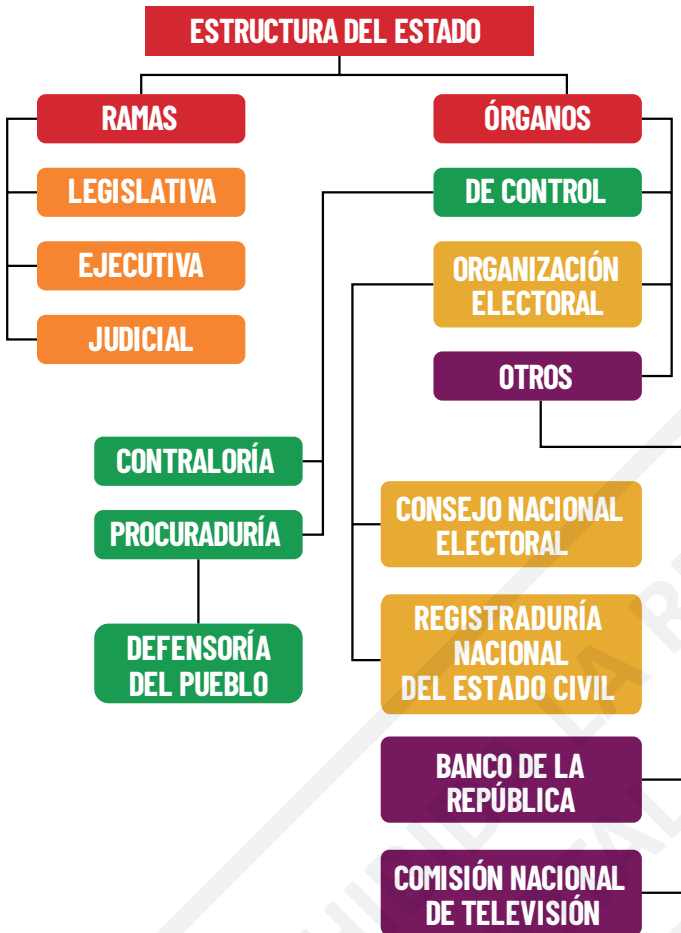 ESTRUCTURA DEL ESTADO
RAMAS
LEGISLATIVA
EJECUTIVA
JUDICIAL
ÓRGANOS
DE CONTROL
ORGANIZACIÓN
ELECTORAL
OTROS
CONTRALORÍA
PROCURADURÍA
DEFENSORÍA
DEL PUEBLO
CONSEJO NACIONAL
ELECTORAL
REGISTRADURÍA
NACIONAL
DEL ESTADO CIVIL
BANCO DE LA
REPÚBLICA
COMISIÓN NACIONAL
DE TELEVISIÓN